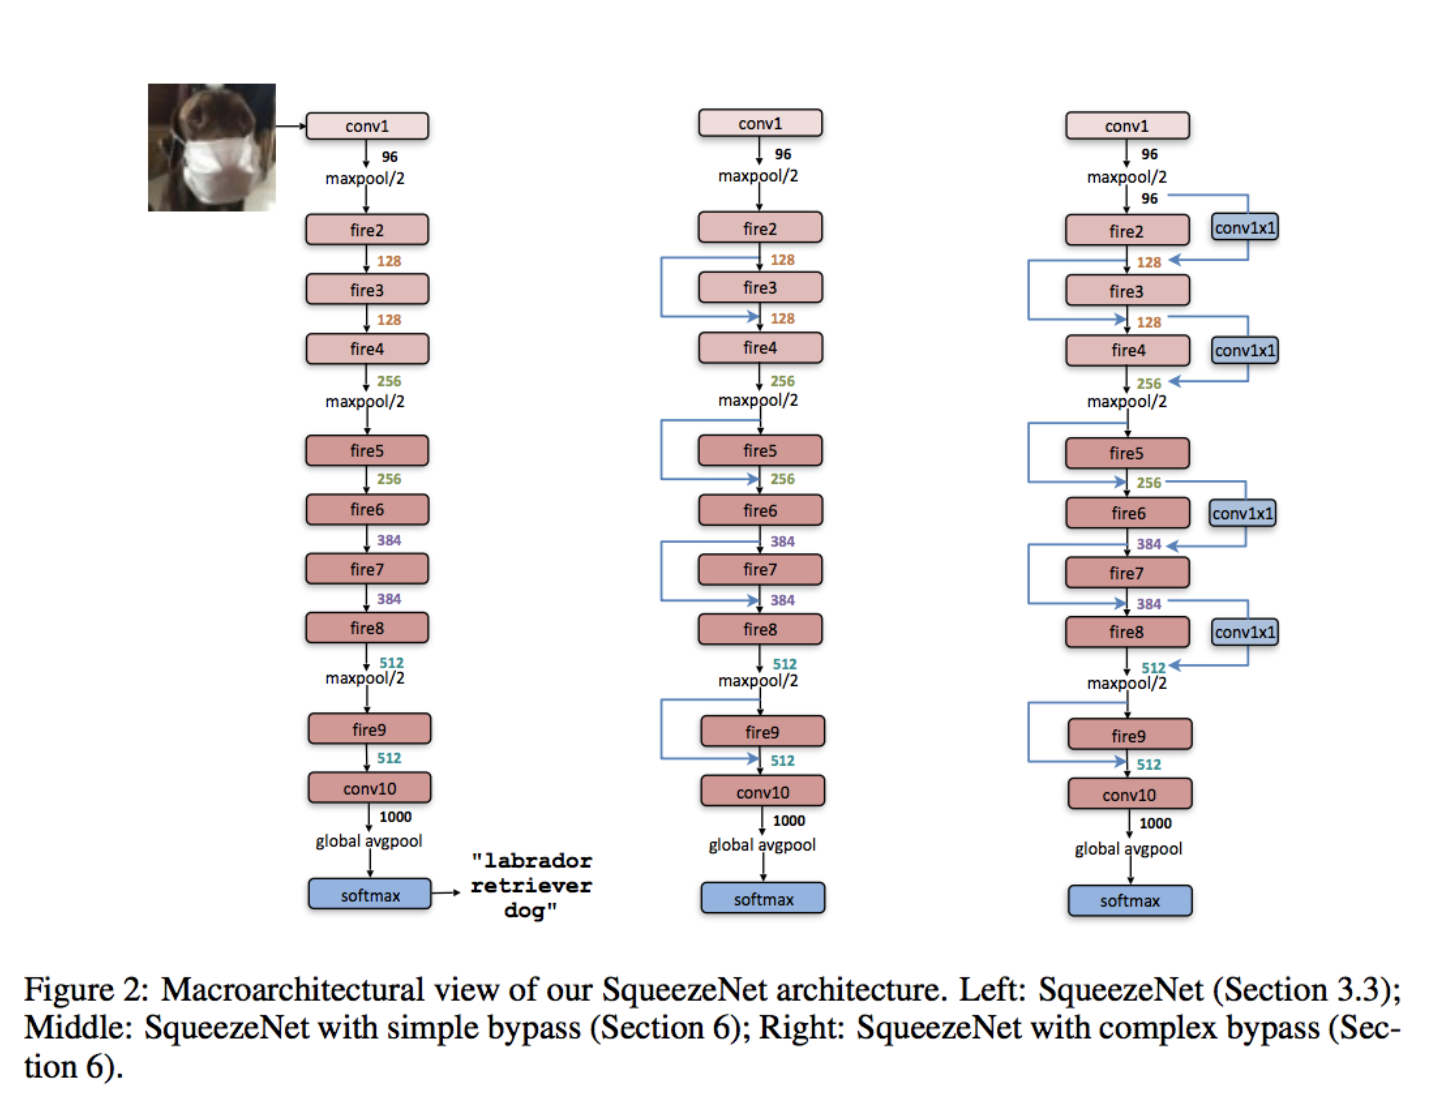 conv1
96
maxpool/2
fire2
128
fire3
128
fire4
256
maxpool/2
fire5
256
fire6
384
fire7
384
fire8
512
maxpool/2
fire9
512
conv10
1000
global avgpool
softmax
"labrador
retriever
dog"
conv1
96
maxpool/2
fire2
128
fire3
128
fire4
256
maxpool/2
fire5
256
fire6
384
fire7
384
fire8
512
maxpool/2
fire9
512
conv10
1000
global avgpool
softmax
conv1
96
maxpool/2
96
fire2
conv1x1
128
fire3
128
fire4
conv1x1
256
maxpool/2
fire5
256
fire6
conv1x1
384
fire7
384
fire8
conv1x1
512
maxpool/2
fire9
512
conv10
1000
global avgpool
softmax
Figure 2: Macroarchitectural view of our SqueezeNet architecture. Left: SqueezeNet (Section 3.3);
Middle: SqueezeNet with simple bypass (Section 6); Right: SqueezeNet with complex bypass (Sec-
tion 6).